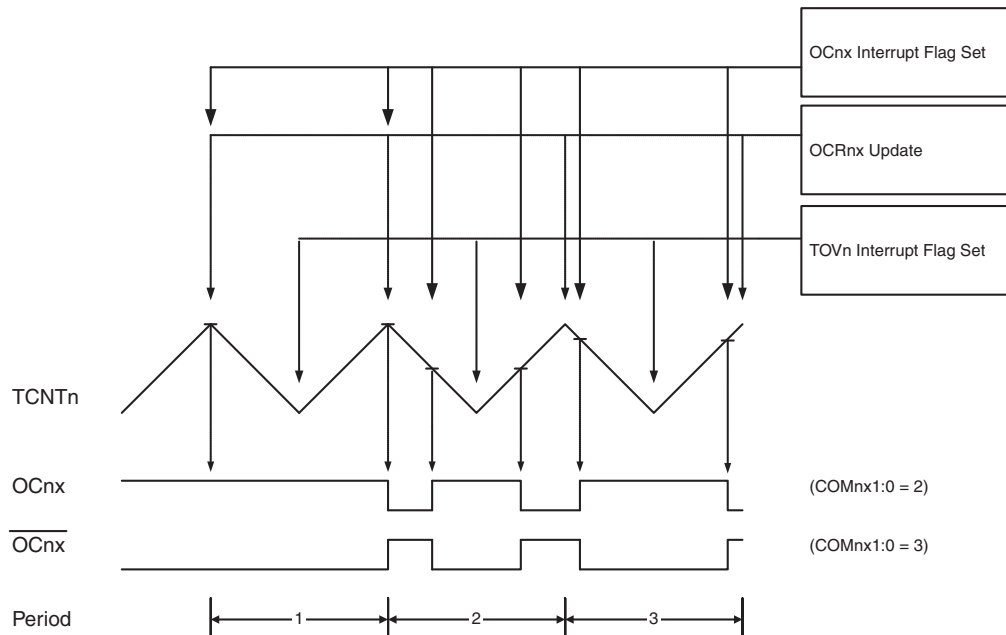 OCnx Interrupt Flag Set
OCRnx Update
TOVn Interrupt Flag Set
TCNTn
OCnx
(COMnx1:0 = 2)
OCnx
(COMnx1:0 = 3)
Period
1
2
3